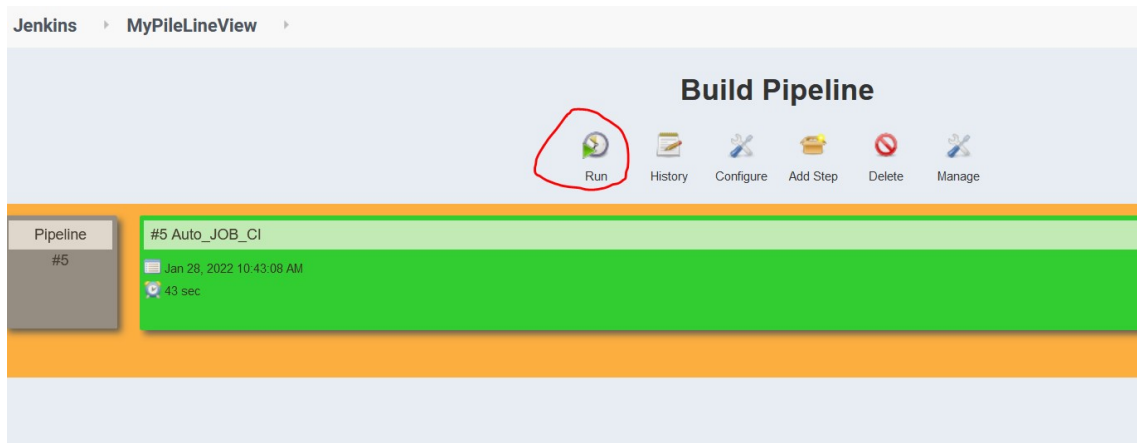 Jenkins MyPileLineView
Build Pipeline
Run History Configure Add Step Delete Manage
Pipeline
#5
#5 Auto_JOB_CI
Jan 28, 2022 10:43:08 AM
43 sec